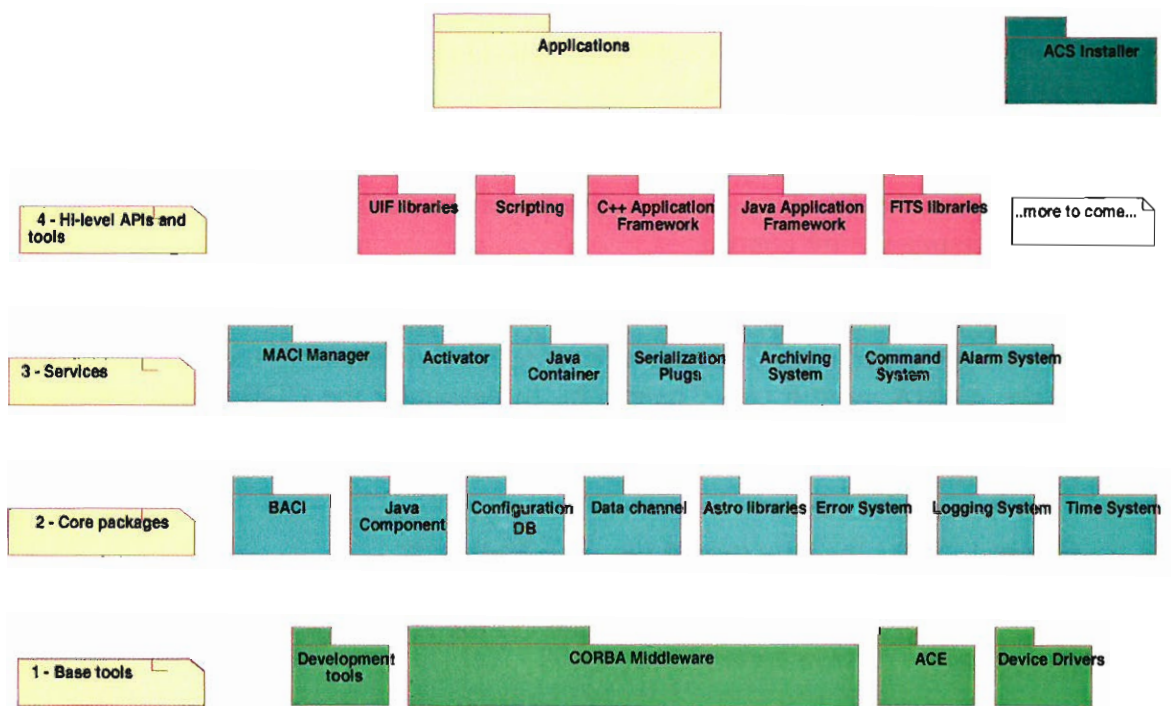 Applications
ACS Installer
4 - Hi-level APIs and
tools
UIF libraries
Scripting
C++ Application
Framework
Java Application
Framework
FITS libraries
..more to come...
3 - Services
MACI Manager
Activator
Java
Container
Serialization
Plugs
Archiving
System
Command
System
Alarm System
2 - Core packages
BACI
Java
Component
Configuration
DB
Data channel
Astro libraries
Error System
Logging System
Time System
1 - Base tools
Development
tools
CORBA Middleware
ACE
Device Drivers